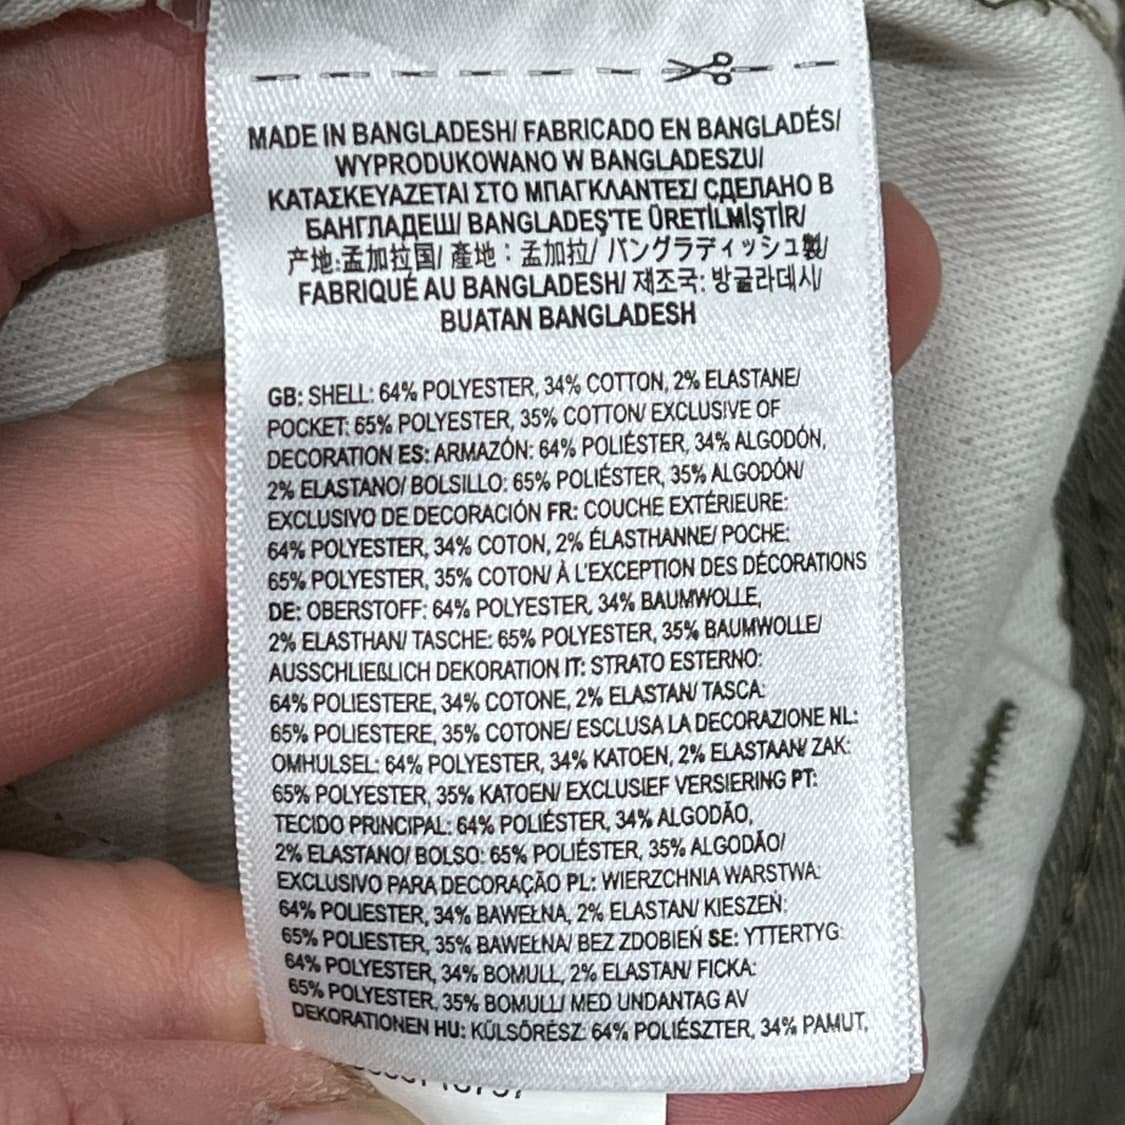 MADE IN BANGLADESH/ FABRICADO EN BANGLADÉS/
WYPRODUKOWANO W BANGLADESZU/
ΚΑΤΑΣΚΕΥΑΖΕΤΑΙ ΣΤΟ ΜΠΑΓΚΛΑΝΤΕΣ/ СДЕЛАНО В
БАНГЛАДЕШ/ BANGLADEŞ'TE ÜRETİLMİŞTİR/
产地:孟加拉国/ 產地：孟加拉/ バングラディッシュ製/
FABRIQUÉ AU BANGLADESH/ 제조국: 방글라데시/
BUATAN BANGLADESH
GB: SHELL: 64% POLYESTER, 34% COTTON, 2% ELASTANE/
POCKET: 65% POLYESTER, 35% COTTON/ EXCLUSIVE OF
DECORATION ES: ARMAZÓN: 64% POLIÉSTER, 34% ALGODÓN,
2% ELASTANO/ BOLSILLO: 65% POLIÉSTER, 35% ALGODÓN/
EXCLUSIVO DE DECORACIÓN FR: COUCHE EXTÉRIEURE:
64% POLYESTER, 34% COTON, 2% ÉLASTHANNE/ POCHE:
65% POLYESTER, 35% COTON/ À L'EXCEPTION DES DÉCORATIONS
DE: OBERSTOFF: 64% POLYESTER, 34% BAUMWOLLE,
2% ELASTHAN/ TASCHE: 65% POLYESTER, 35% BAUMWOLLE/
AUSSCHLIEßLICH DEKORATION IT: STRATO ESTERNO:
64% POLIESTERE, 34% COTONE, 2% ELASTAN/ TASCA:
65% POLIESTERE, 35% COTONE/ ESCLUSA LA DECORAZIONE NL:
OMHULSEL: 64% POLYESTER, 34% KATOEN, 2% ELASTAAN/ ZAK:
65% POLYESTER, 35% KATOEN/ EXCLUSIEF VERSIERING PT:
TECIDO PRINCIPAL: 64% POLIÉSTER, 34% ALGODÃO,
2% ELASTANO/ BOLSO: 65% POLIÉSTER, 35% ALGODÃO/
EXCLUSIVO PARA DECORAÇÃO PL: WIERZCHNIA WARSTWA:
64% POLIESTER, 34% BAWEŁNA, 2% ELASTAN/ KIESZEŃ:
65% POLIESTER, 35% BAWEŁNA/ BEZ ZDOBIEŃ SE: YTTERTYG:
64% POLYESTER, 34% BOMULL, 2% ELASTAN/ FICKA:
65% POLYESTER, 35% BOMULL/ MED UNDANTAG AV
DEKORATIONEN HU: KÜLSŐRÉSZ: 64% POLIÉSZTER, 34% PAMUT,